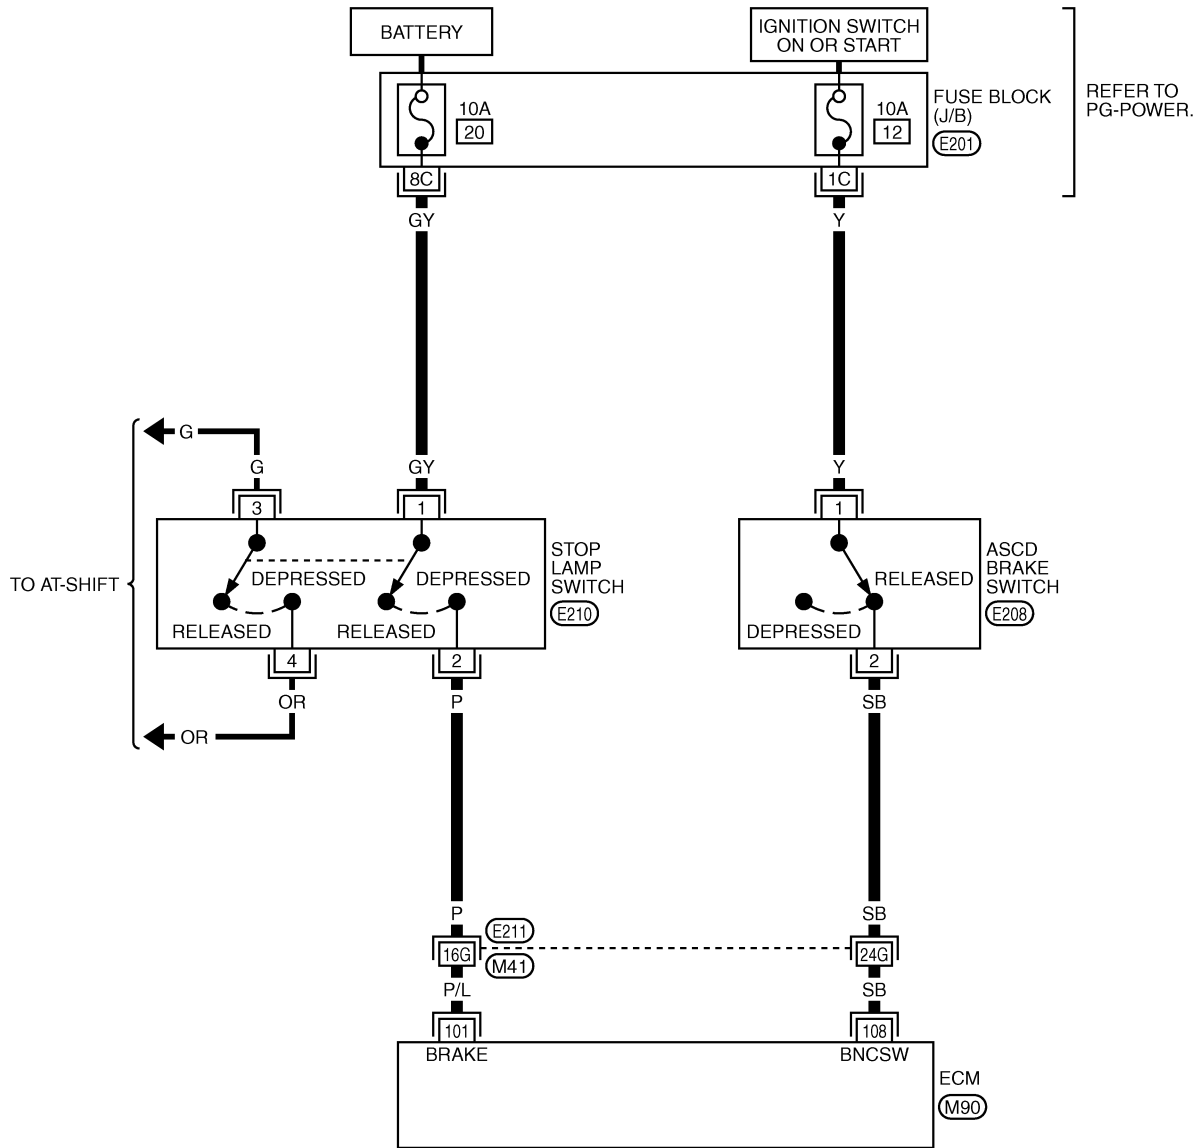 BATTERY
IGNITION SWITCH
ON OR START
REFER TO
PG-POWER.
10A
20
10A
12
FUSE BLOCK
(J/B)
E201
8C
1C
GY
Y
G
G
GY
Y
3
1
1
TO AT-SHIFT
DEPRESSED
DEPRESSED
RELEASED
RELEASED
STOP
LAMP
SWITCH
E210
RELEASED
DEPRESSED
ASCD
BRAKE
SWITCH
E208
4
2
2
OR
P
SB
OR
P
SB
E211
16G
M41
24G
P/L
SB
101
108
BRAKE
BNCSW
ECM
M90